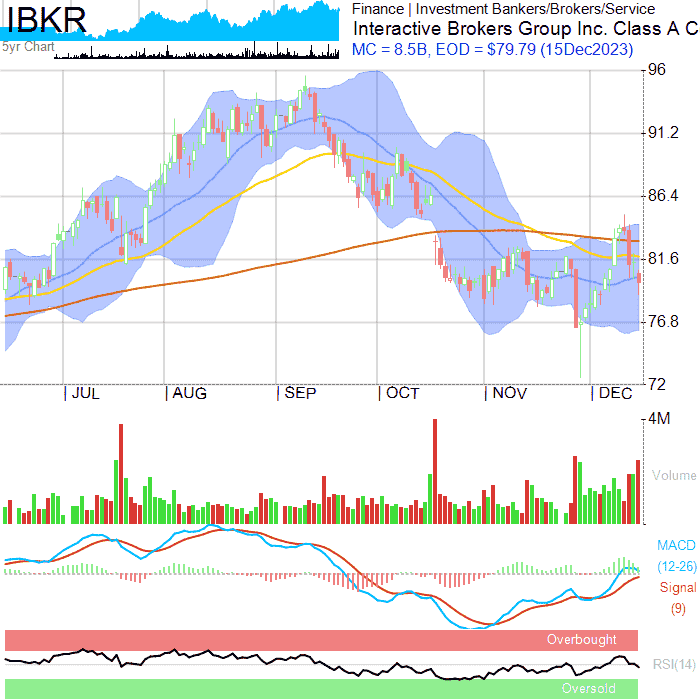 IBKR
Finance | Investment Bankers/Brokers/Service
Interactive Brokers Group Inc. Class A C
5yr Chart
MC = 8.5B, EOD = $79.79 (15Dec2023)
96
91.2
86.4
81.6
76.8
72
JUL AUG SEP OCT NOV DEC
4M
Volume
MACD
(12-26)
Signal
(9)
Overbought
RSI(14)
Oversold